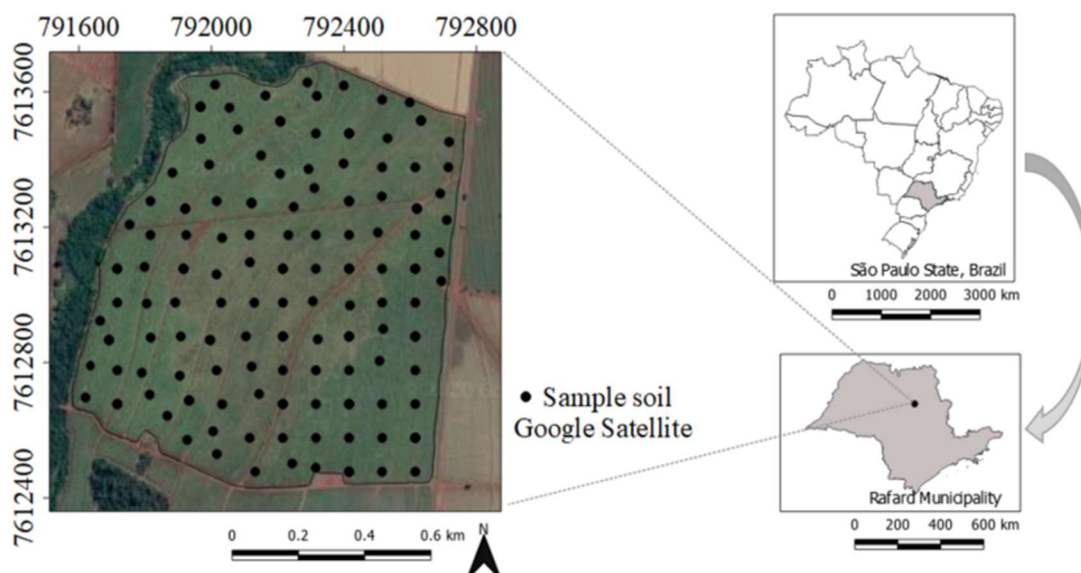 791600 792000 792400 792800
7613600
7613200
7612800
7612400
Sample soil
Google Satellite
0 0.2 0.4 0.6 km
N
São Paulo State, Brazil
0 1000 2000 3000 km
Rafard Municipality
0 200 400 600 km